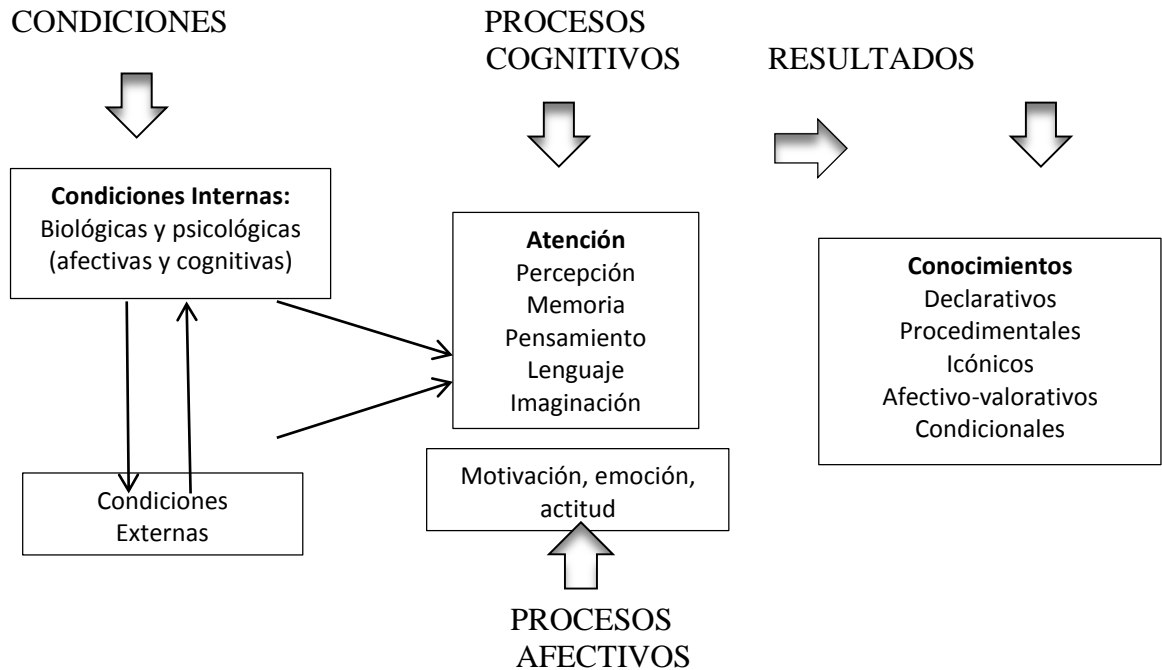 CONDICIONES
PROCESOS
COGNITIVOS
RESULTADOS
Condiciones Internas:
Biológicas y psicológicas
(afectivas y cognitivas)
Condiciones
Externas
Atención
Percepción
Memoria
Pensamiento
Lenguaje
Imaginación
Motivación, emoción,
actitud
PROCESOS
AFECTIVOS
Conocimientos
Declarativos
Procedimentales
Icónicos
Afectivo-valorativos
Condicionales